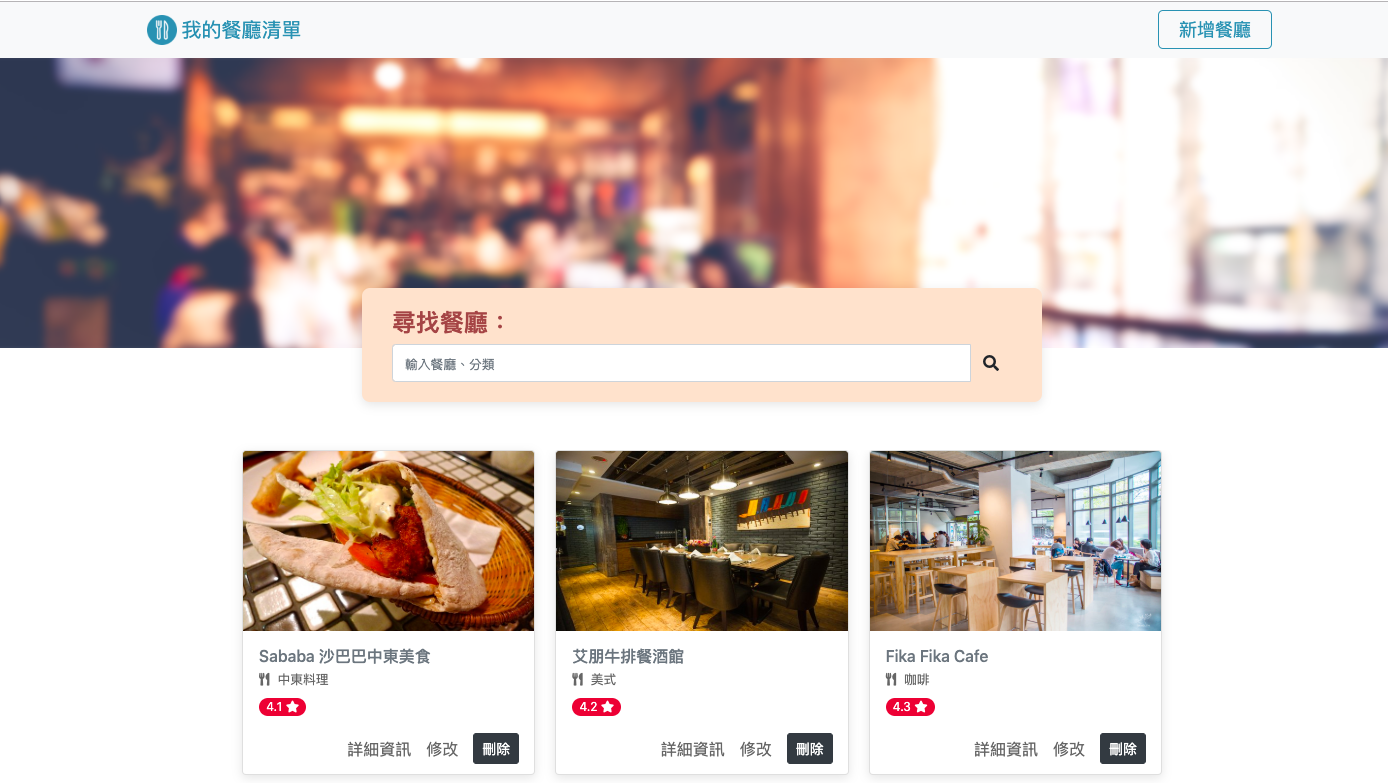 我的餐廳清單
新增餐廳
尋找餐廳：
輸入餐廳、分類
Sababa 沙巴巴中東美食
中東料理
4.1
詳細資訊 修改 刪除
艾朋牛排餐酒館
美式
4.2
詳細資訊 修改 刪除
Fika Fika Cafe
咖啡
4.3
詳細資訊 修改 刪除